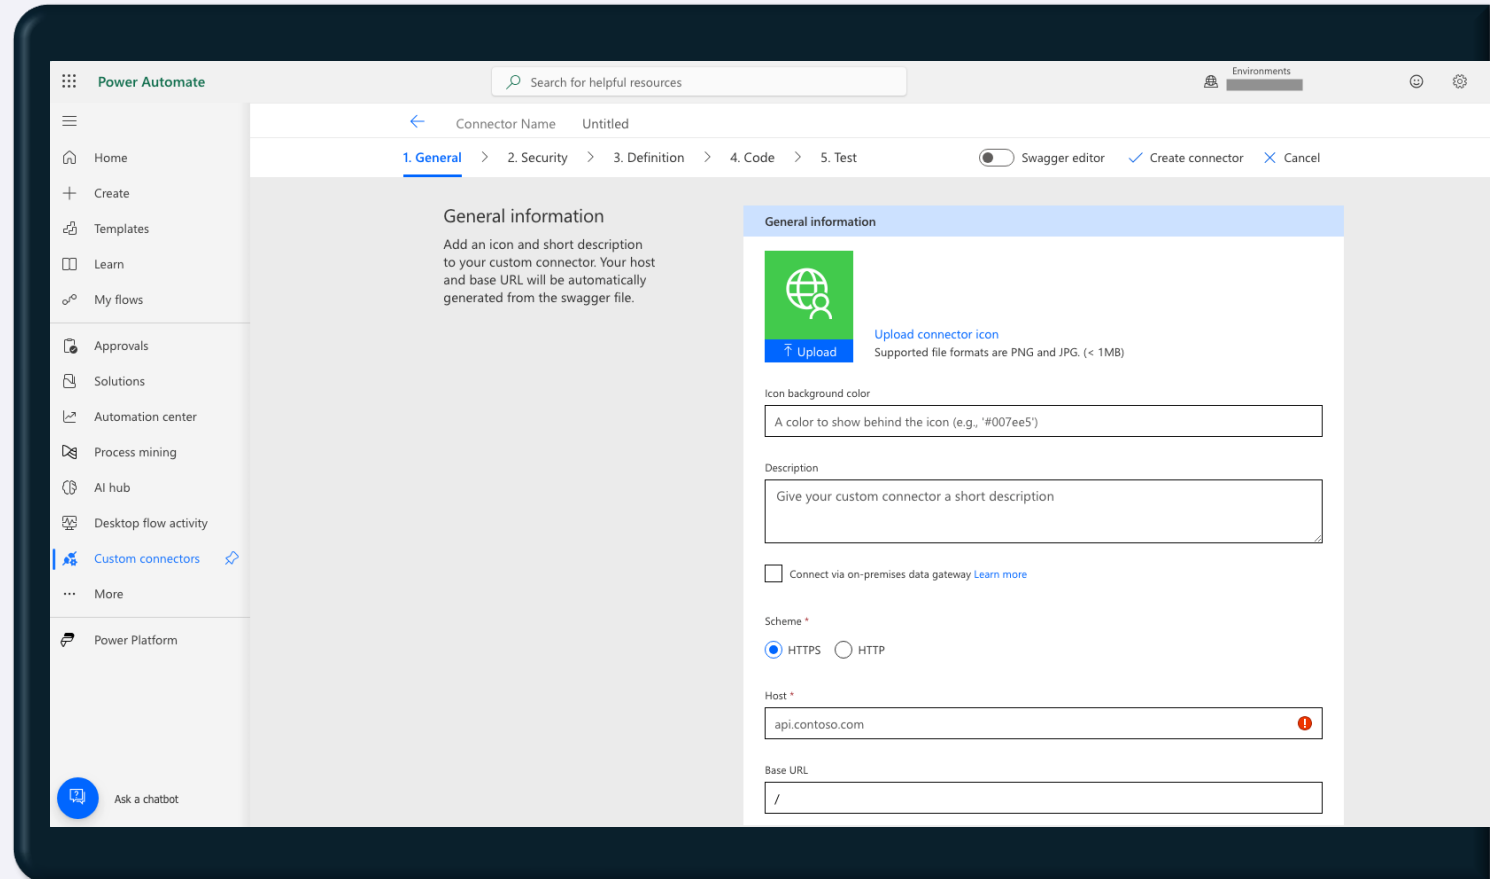 Power Automate
Search for helpful resources
Environments
Connector Name Untitled
1. General 2. Security 3. Definition 4. Code 5. Test
Swagger editor Create connector Cancel
Home
Create
Templates
Learn
My flows
Approvals
Solutions
Automation center
Process mining
AI hub
Desktop flow activity
Custom connectors
More
Power Platform
Ask a chatbot
General information
Add an icon and short description
to your custom connector. Your host
and base URL will be automatically
generated from the swagger file.
General information
Upload
Upload connector icon
Supported file formats are PNG and JPG. (< 1MB)
Icon background color
A color to show behind the icon (e.g., '#007ee5')
Description
Give your custom connector a short description
Connect via on-premises data gateway Learn more
Scheme *
HTTPS HTTP
Host *
api.contoso.com
Base URL
/